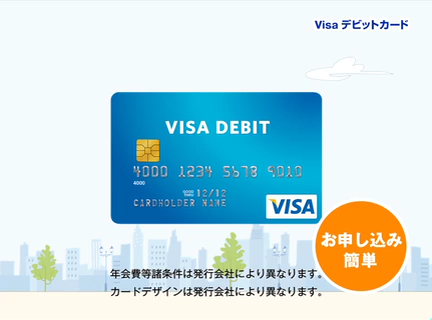 Visa デビットカード
VISA DEBIT
4000 1234 5678 9010
4000
12/12
CARDHOLDER NAME
VISA
お申し込み
簡単
年会費等諸条件は発行会社により異なります。
カードデザインは発行会社により異なります。